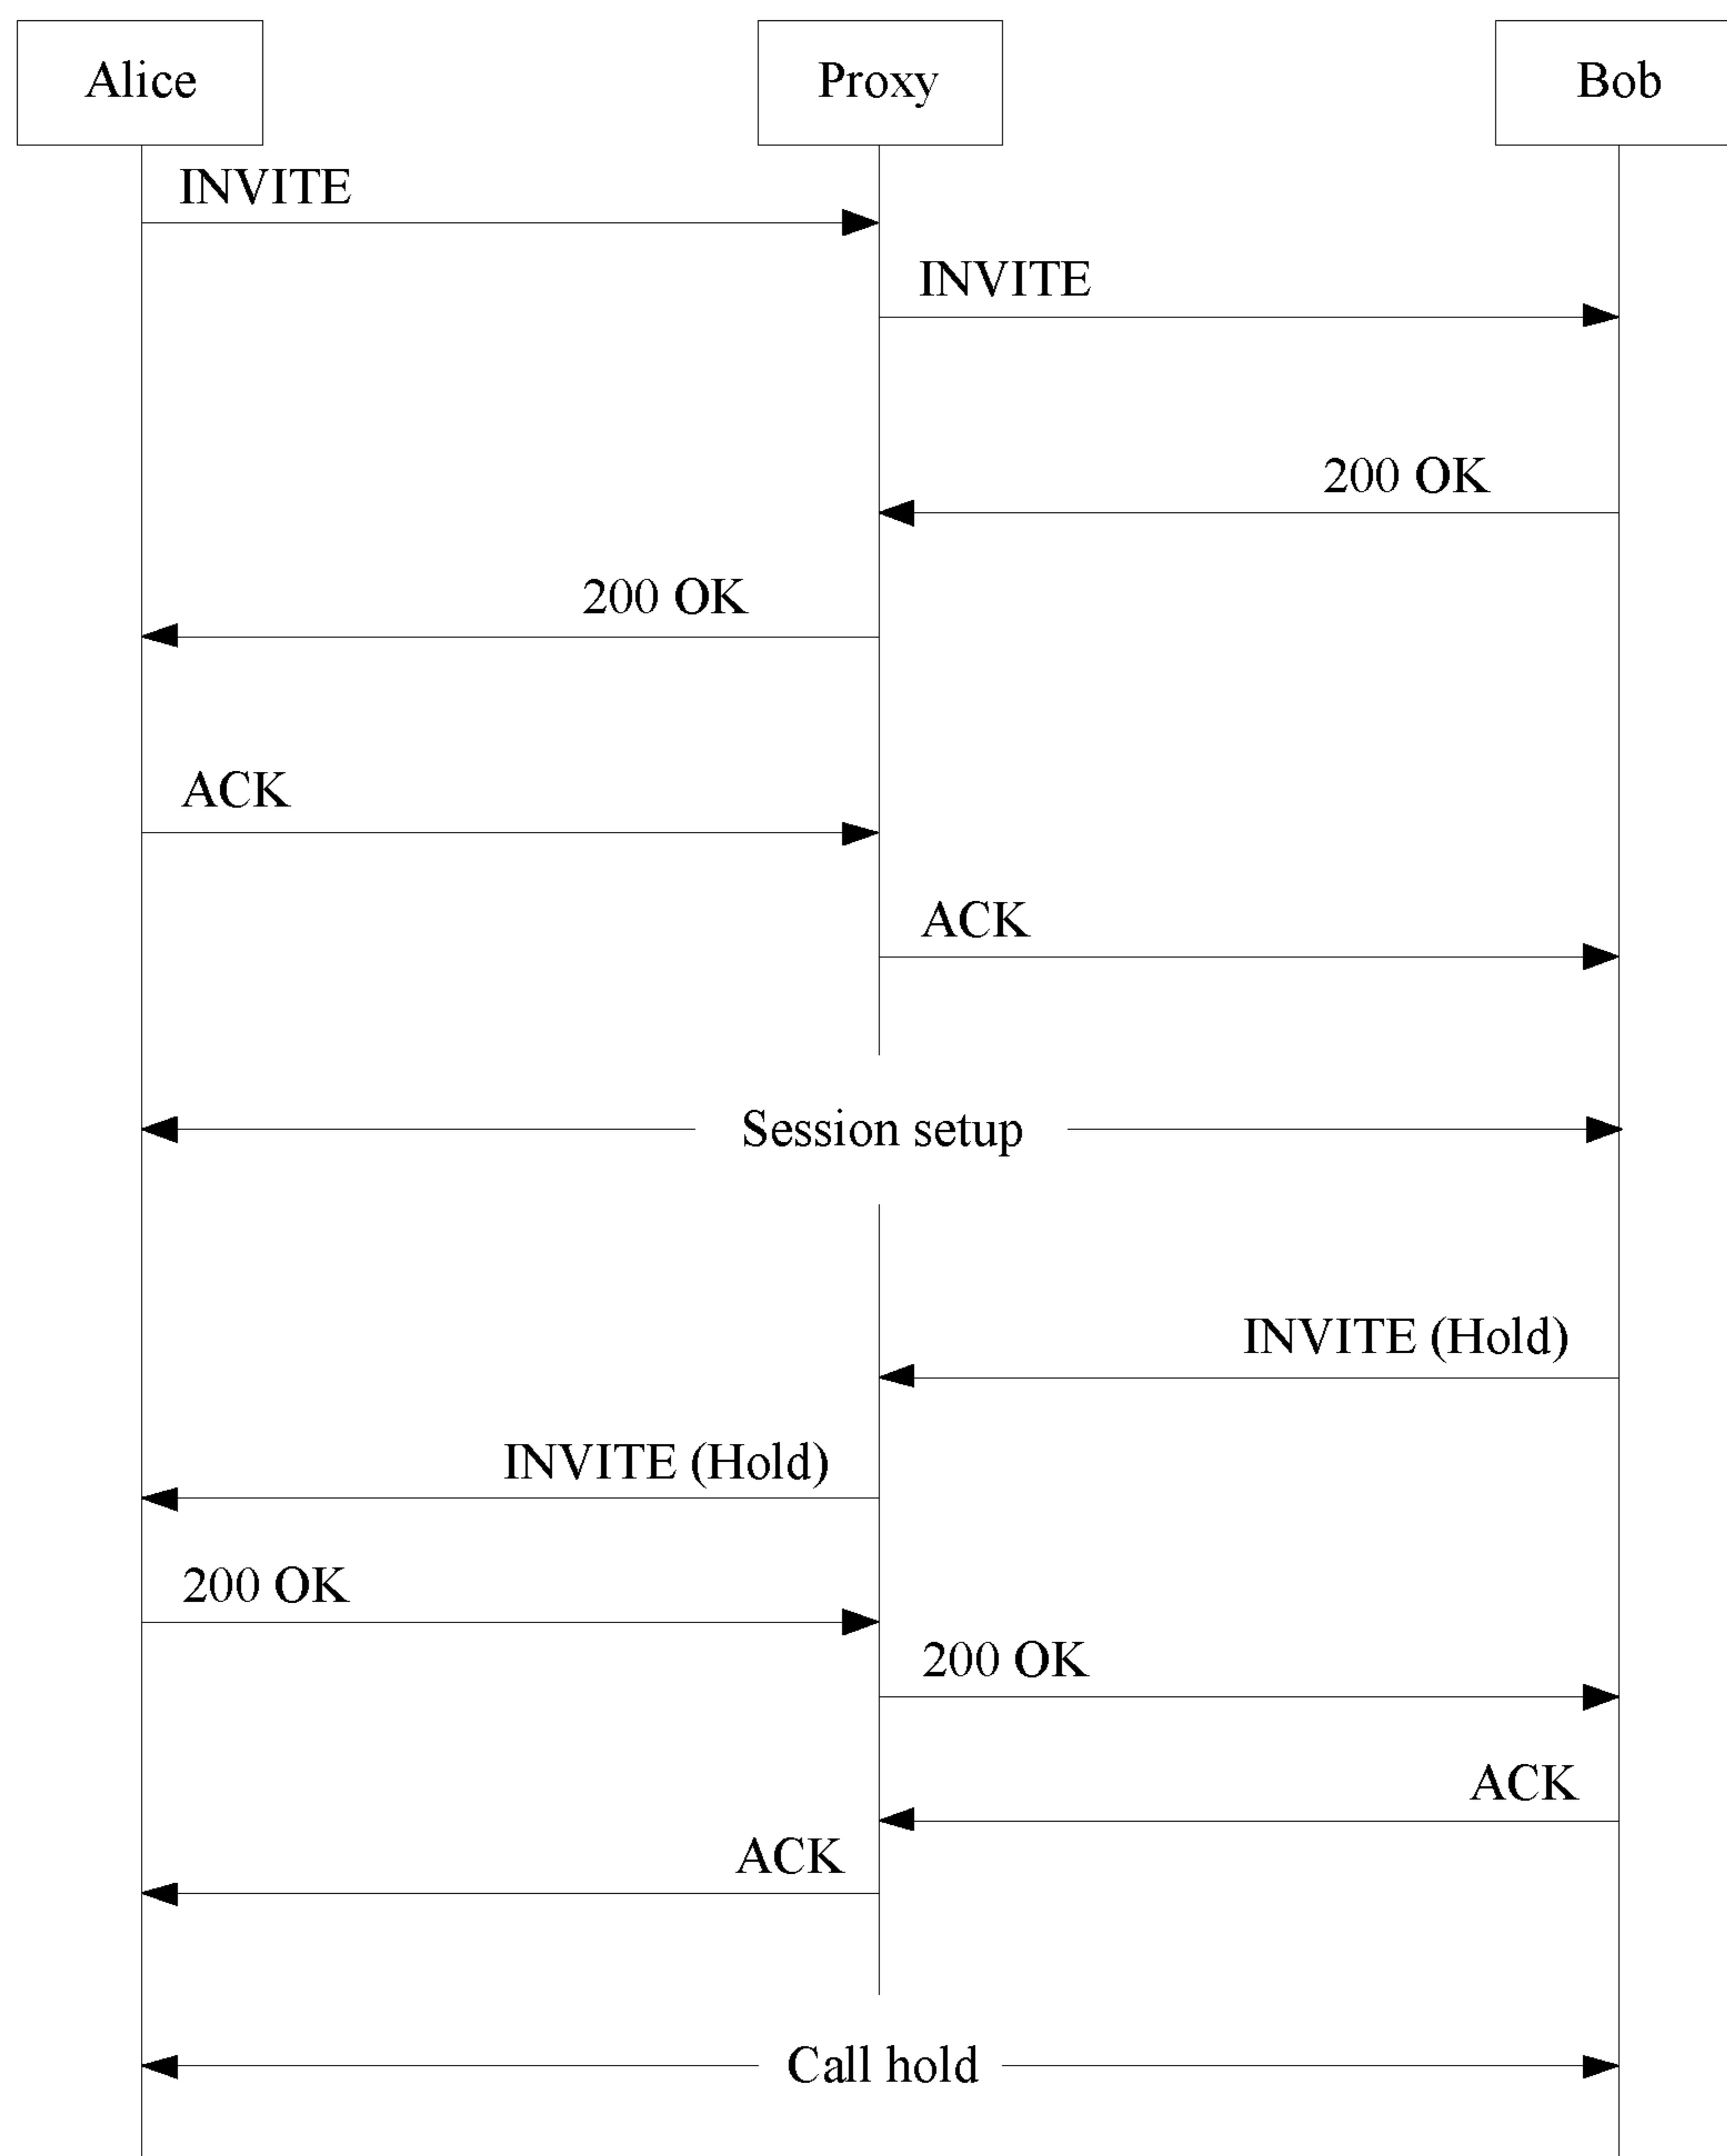 Alice
Proxy
Bob
INVITE
INVITE
200 OK
200 OK
ACK
ACK
Session setup
INVITE (Hold)
INVITE (Hold)
200 OK
200 OK
ACK
ACK
Call hold